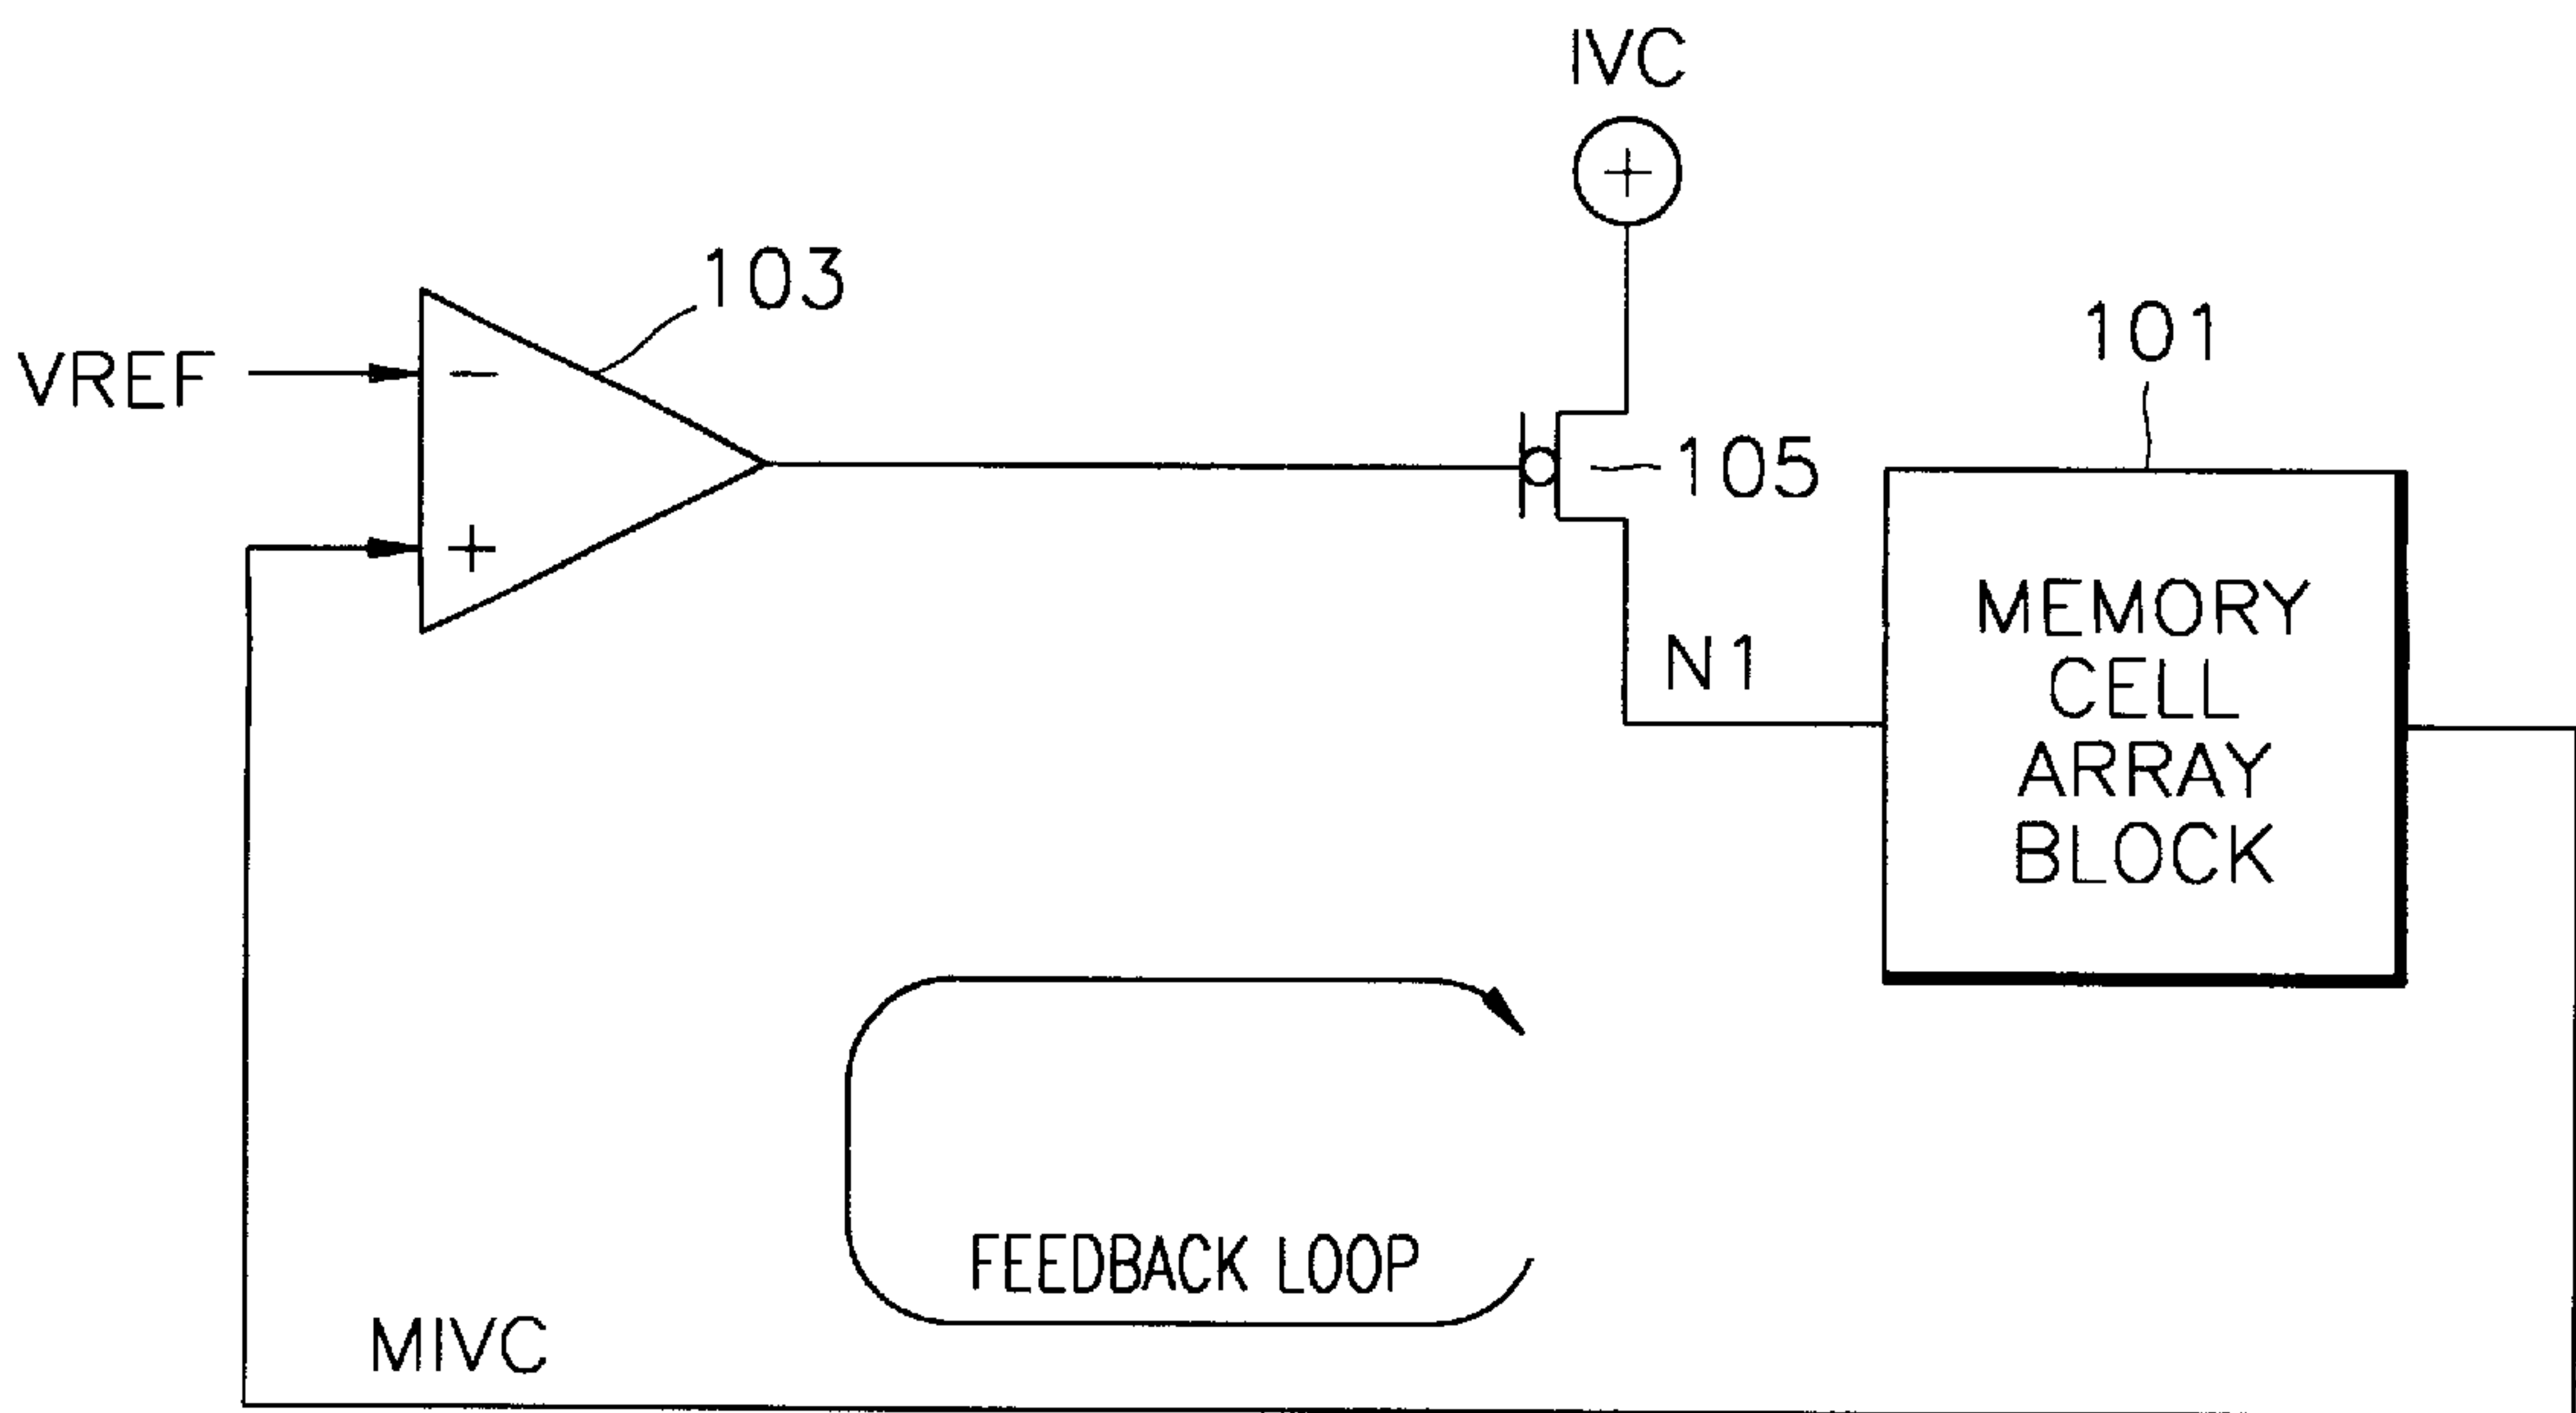 IVC
103
VREF
−
+
+
105
101
N1
MEMORY
CELL
ARRAY
BLOCK
FEEDBACK LOOP
MIVC